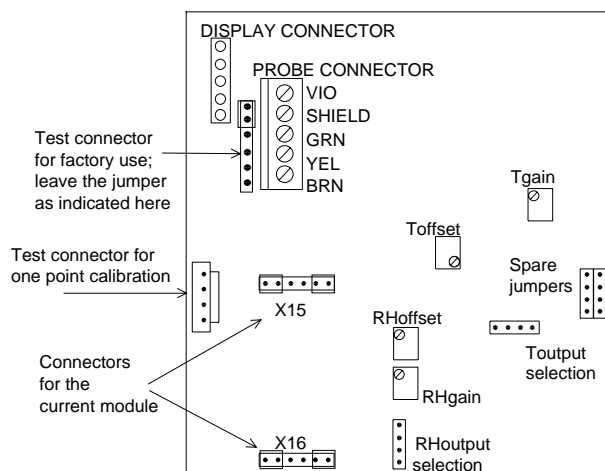 DISPLAY CONNECTOR
PROBE CONNECTOR
VIO
SHIELD
GRN
YEL
BRN
Test connector
for factory use;
leave the jumper
as indicated here
Tgain
Toffset
Test connector for
one point calibration
Spare
jumpers
X15
RHoffset
Toutput
selection
Connectors
for the
current module
RHgain
X16
RHoutput
selection